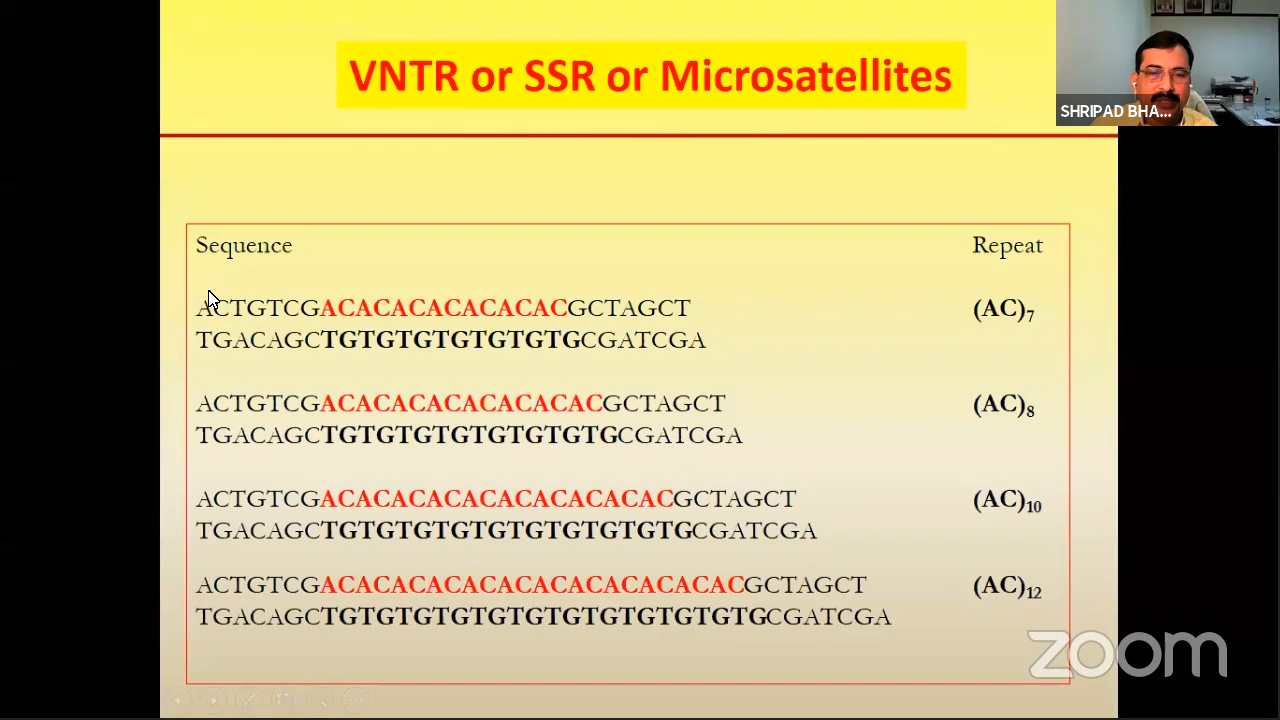 VNTR or SSR or Microsatellites
SHRIPAD BHA...
Sequence Repeat
ACTGTCGACACACACACACACGCTAGCT (AC)7
TGACAGCTGTGTGTGTGTGTGCGATCGA
ACTGTCGACACACACACACACACGCTAGCT (AC)8
TGACAGCTGTGTGTGTGTGTGTGCGATCGA
ACTGTCGACACACACACACACACACACGCTAGCT (AC)10
TGACAGCTGTGTGTGTGTGTGTGTGTGCGATCGA
ACTGTCGACACACACACACACACACACACACGCTAGCT (AC)12
TGACAGCTGTGTGTGTGTGTGTGTGTGTGTGCGATCGA
zoom